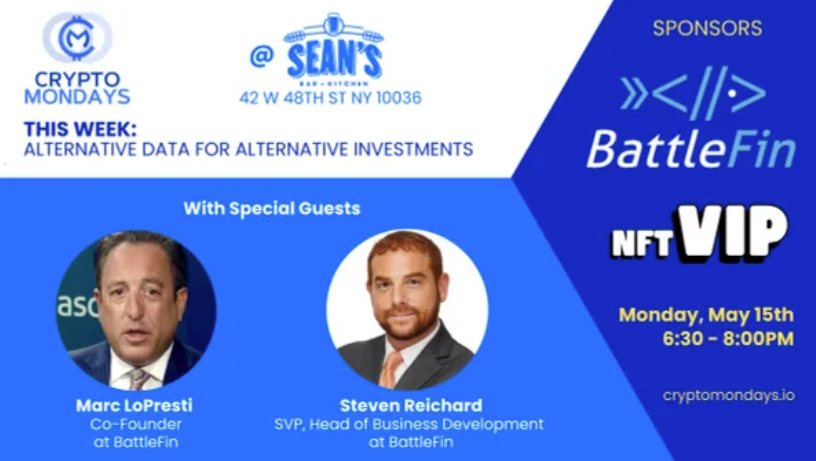 CRYPTO
MONDAYS
@ SEAN'S
BAR • KITCHEN
42 W 48TH ST NY 10036
THIS WEEK:
ALTERNATIVE DATA FOR ALTERNATIVE INVESTMENTS
With Special Guests
asd
Marc LoPresti
Co-Founder
at BattleFin
Steven Reichard
SVP, Head of Business Development
at BattleFin
SPONSORS
»<//•>
BattleFin
NFT VIP
Monday, May 15th
6:30 - 8:00PM
cryptomondays.io